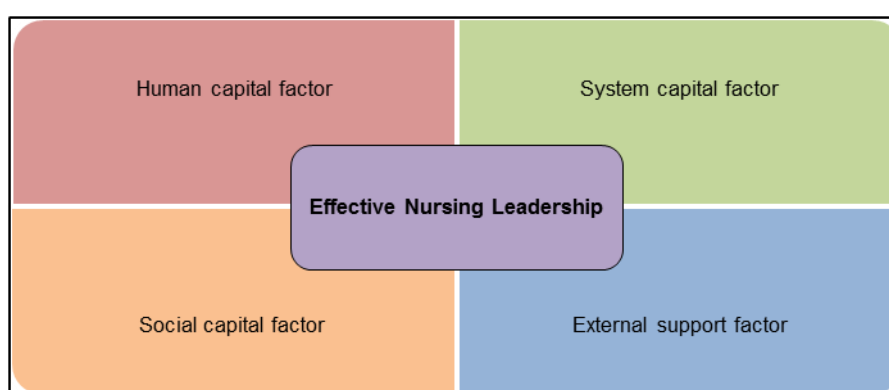 Human capital factor
System capital factor
Effective Nursing Leadership
Social capital factor
External support factor